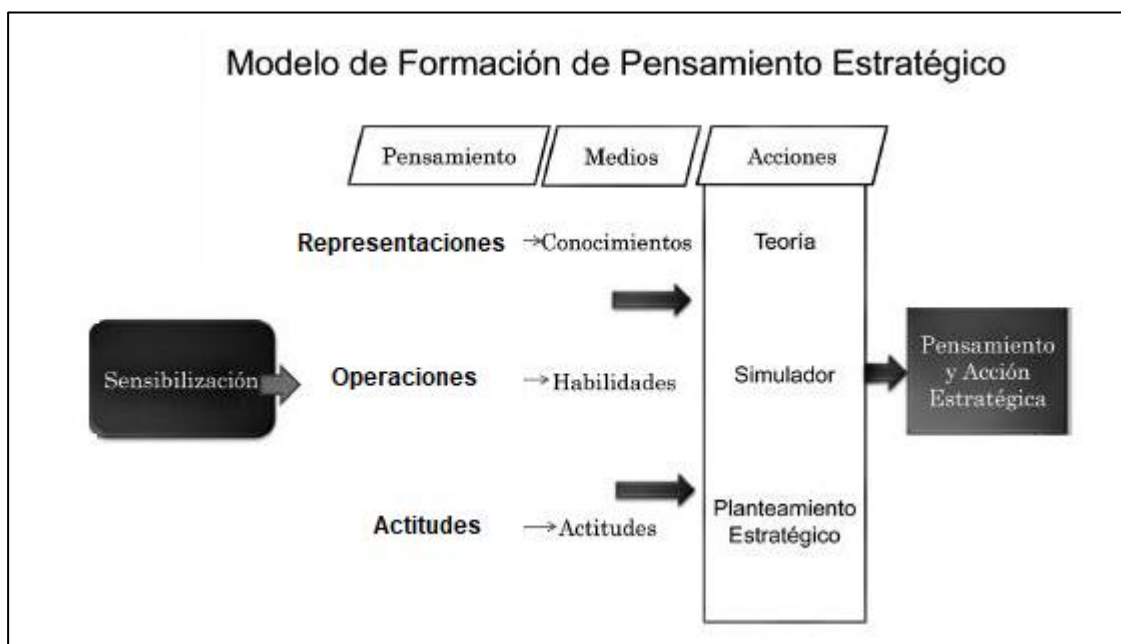 Modelo de Formación de Pensamiento Estratégico
Pensamiento
Medios
Acciones
Representaciones
Conocimientos
Teoría
Sensibilización
Operaciones
Habilidades
Simulador
Pensamiento
y Acción
Estratégica
Actitudes
Actitudes
Planteamiento
Estratégico